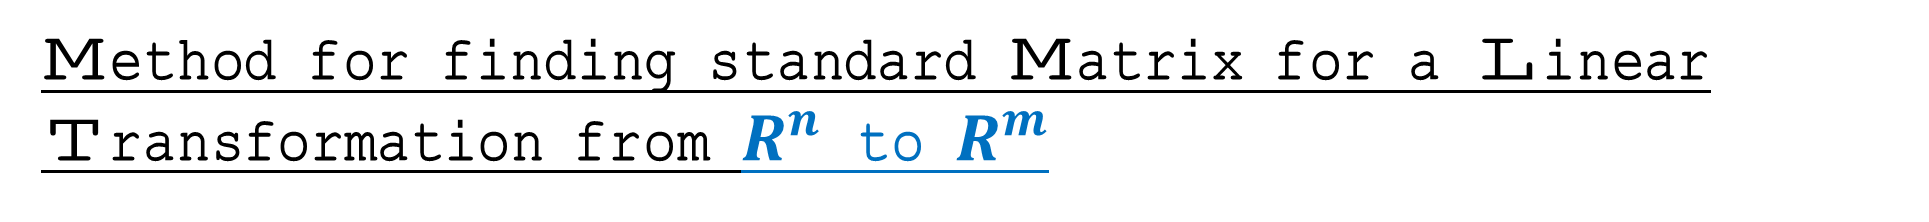 Method for finding standard Matrix for a Linear
Transformation from Rⁿ to Rᵐ